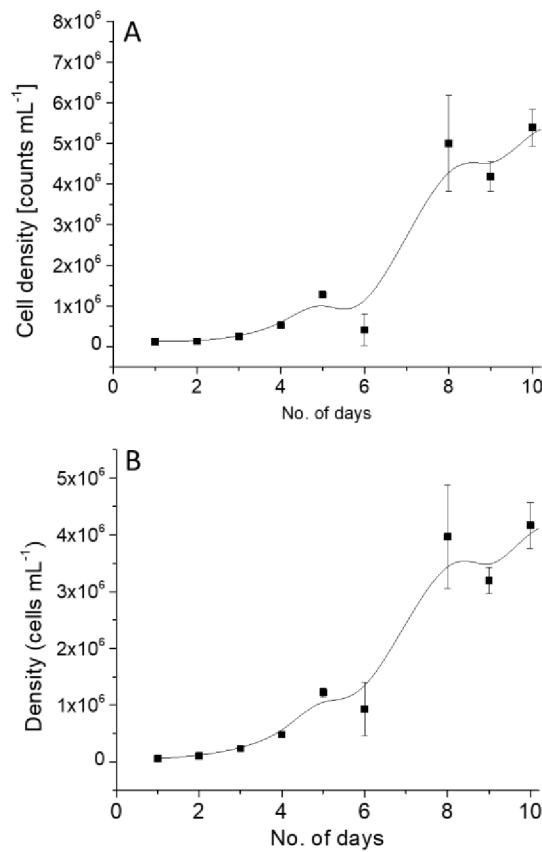 A
8x10⁶
7x10⁶
6x10⁶
5x10⁶
4x10⁶
3x10⁶
2x10⁶
1x10⁶
0
Cell density [counts mL⁻¹]
0 2 4 6 8 10
No. of days
B
5x10⁶
4x10⁶
3x10⁶
2x10⁶
1x10⁶
0
Density (cells mL⁻¹)
0 2 4 6 8 10
No. of days